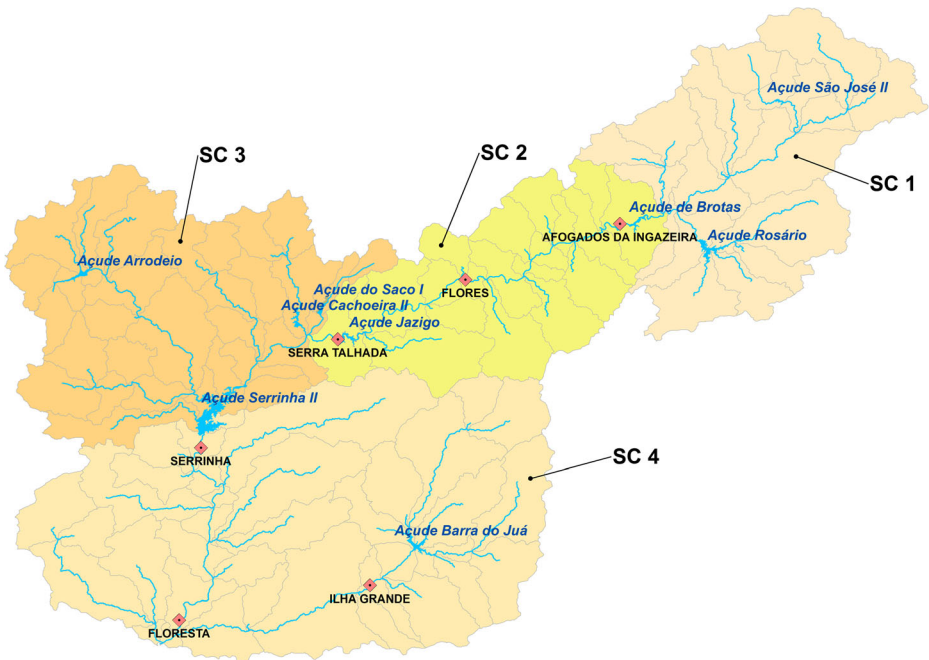 Açude São José II
SC 3
SC 2
SC 1
Açude de Brotas
AFOGADOS DA INGAZEIRA
Açude Rosário
Açude Arrodeio
Açude do Saco I
FLORES
Açude Cachoeira II
Açude Jazigo
SERRA TALHADA
Açude Serrinha II
SERRINHA
SC 4
Açude Barra do Juá
ILHA GRANDE
FLORESTA